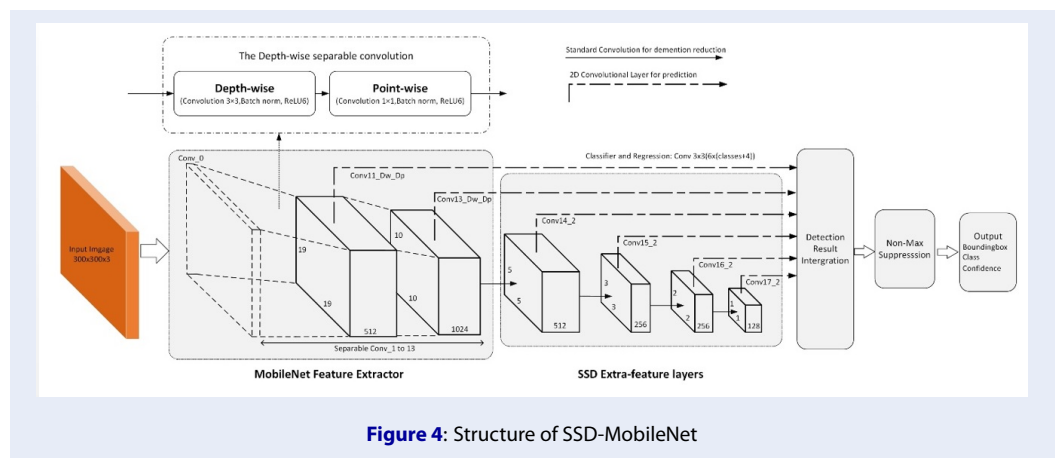 The Depth-wise separable convolution
Depth-wise
(Convolution 3×3,Batch norm, ReLU6)
Point-wise
(Convolution 1×1,Batch norm, ReLU6)
Standard Convolution for demention reduction
2D Convolutional Layer for prediction
Input Imgage
300x300x3
Conv_0
Conv11_Dw_Dp
19
19
512
Conv13_Dw_Dp
10
10
1024
Separable Conv_1 to 13
MobileNet Feature Extractor
Classifier and Regression: Conv 3x3(6x(classes+4))
Conv14_2
5
5
512
Conv15_2
3
3
256
Conv16_2
2
2
256
Conv17_2
1
1
128
SSD Extra-feature layers
Detection
Result
Intergration
Non-Max
Suppresssion
Output
Boundingbox
Class
Confidence
Figure 4: Structure of SSD-MobileNet